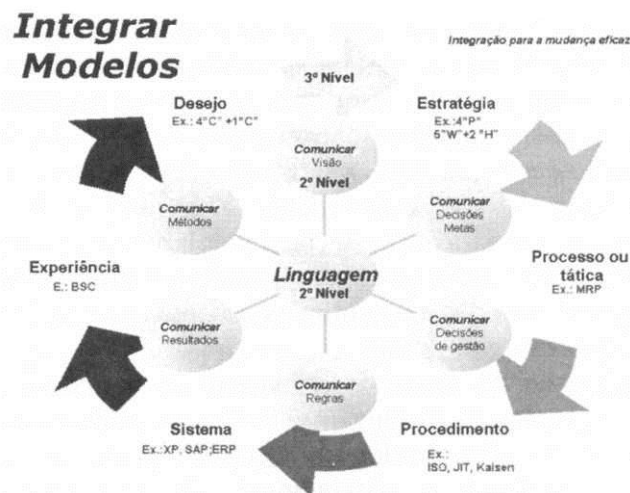 Integrar
Modelos
Integração para a mudança eficaz
3º Nível
Desejo
Ex.: 4"C" +1"C"
Estratégia
Ex.:4"P"
5"W"+2 "H"
Comunicar
Visão
2º Nível
Comunicar
Métodos
Comunicar
Decisões
Metas
Experiência
E.: BSC
Linguagem
2º Nível
Processo ou
tática
Ex.: MRP
Comunicar
Resultados
Comunicar
Decisões
de gestão
Comunicar
Regras
Sistema
Ex.:XP, SAP;ERP
Procedimento
Ex.:
ISO, JIT, Kaisen